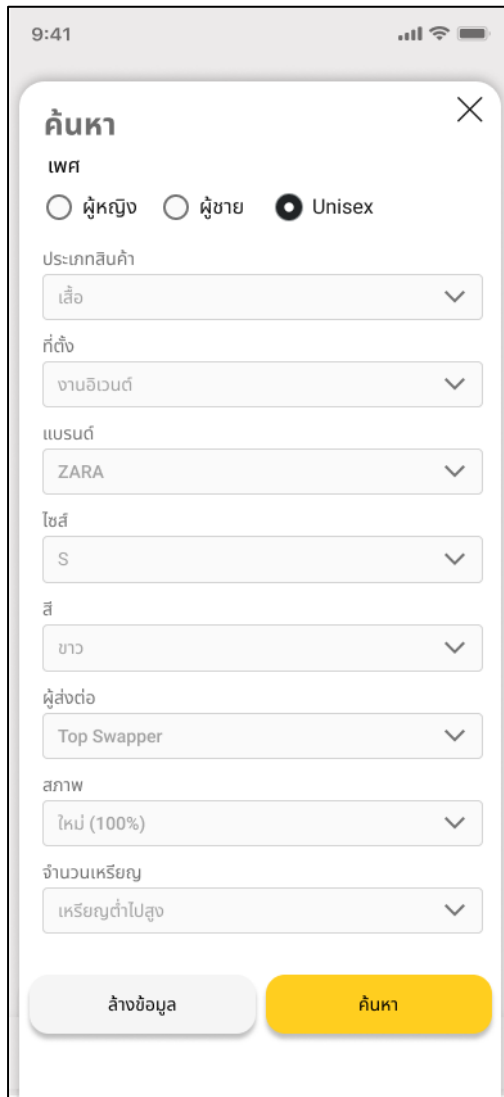 9:41
ค้นหา
เพศ
ผู้หญิง ผู้ชาย Unisex
ประเภทสินค้า
เสื้อ
ที่ตั้ง
งานอิเวนต์
แบรนด์
ZARA
ไซส์
S
สี
ขาว
ผู้ส่งต่อ
Top Swapper
สภาพ
ใหม่ (100%)
จำนวนเหรียญ
เหรียญต่ำไปสูง
ล้างข้อมูล ค้นหา